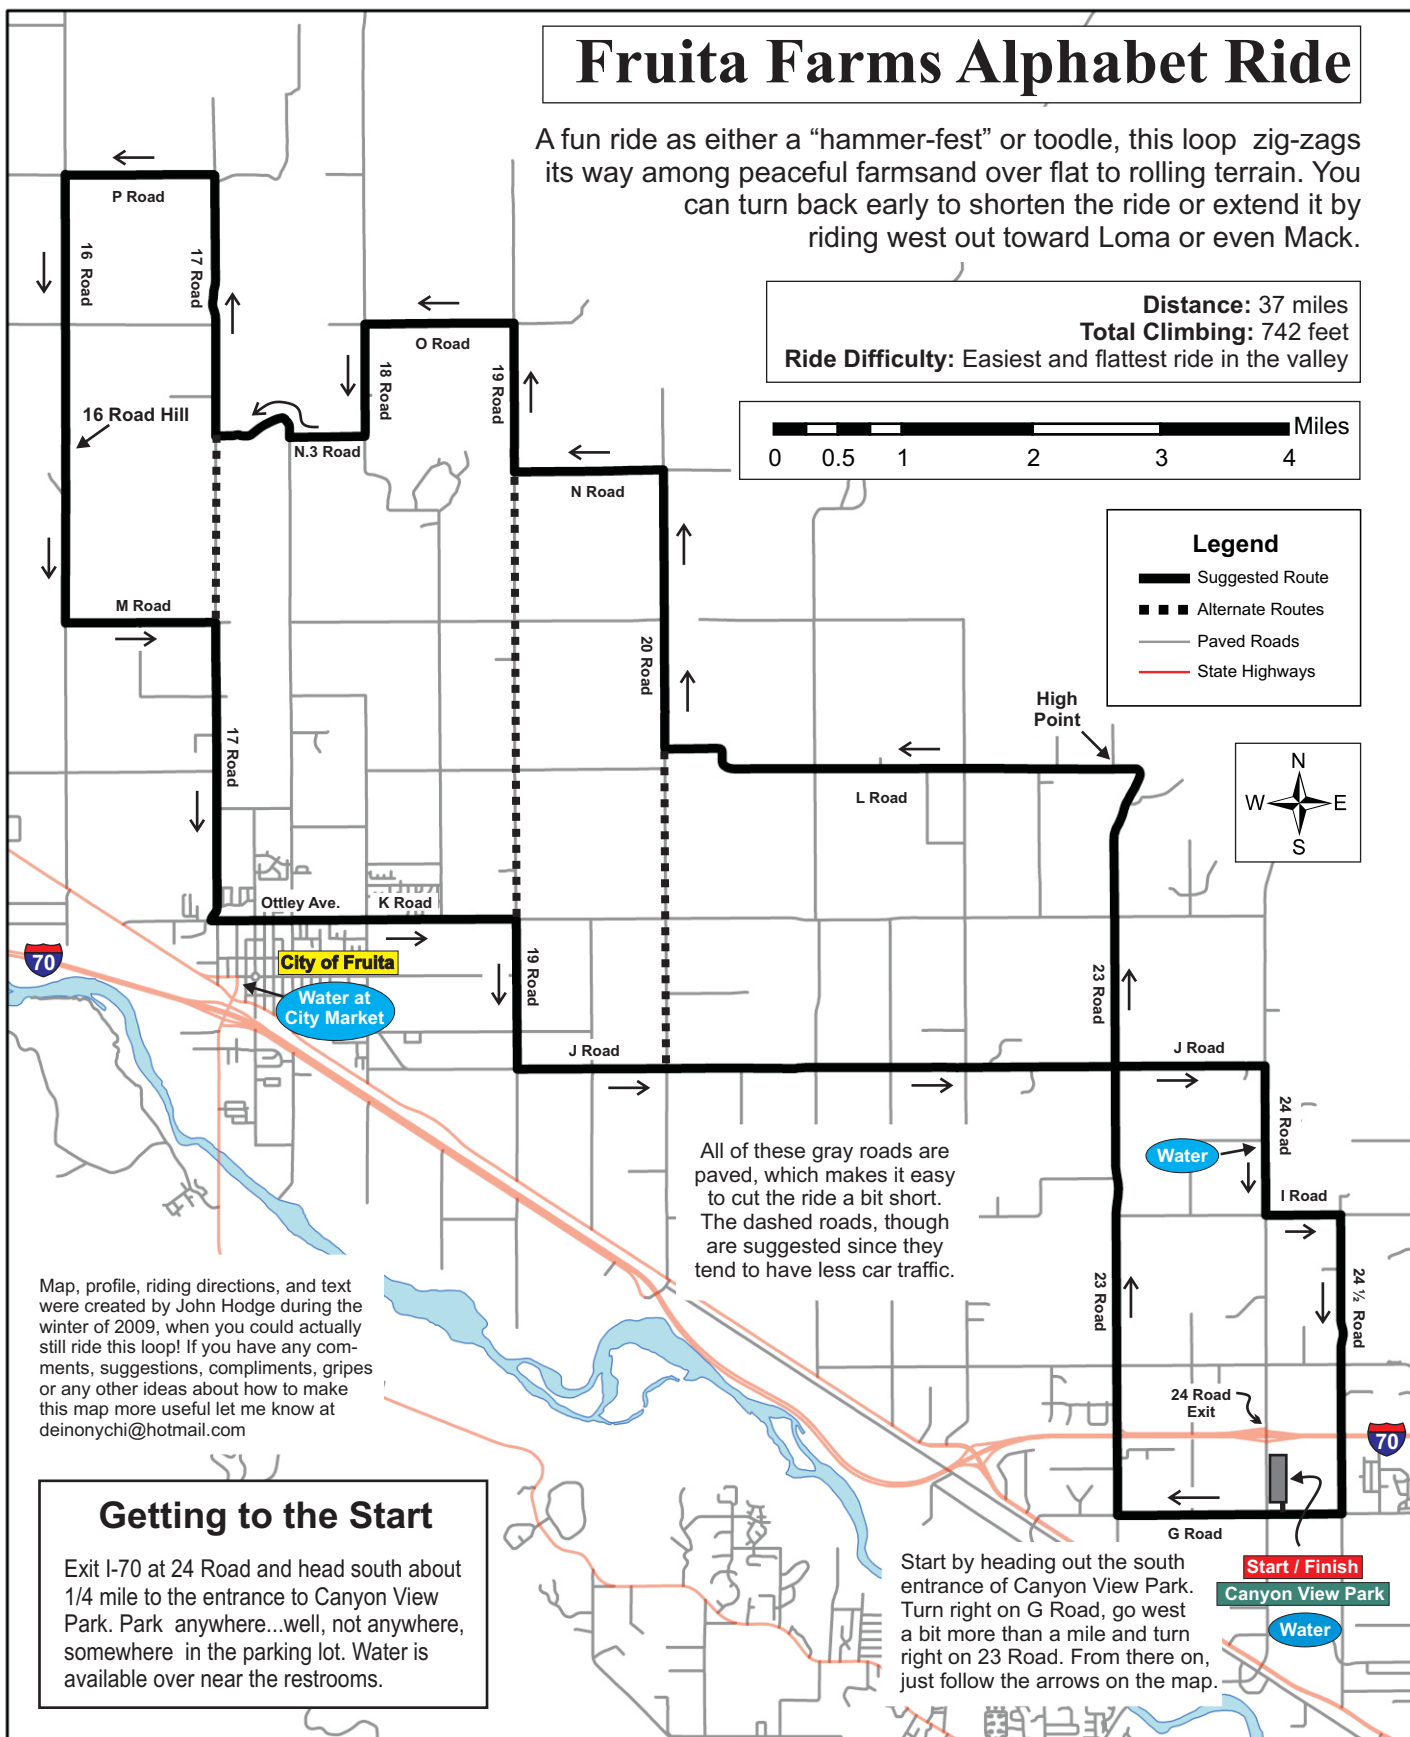 Fruita Farms Alphabet Ride
A fun ride as either a “hammer-fest” or toodle, this loop zig-zags
its way among peaceful farmsand over flat to rolling terrain. You
can turn back early to shorten the ride or extend it by
riding west out toward Loma or even Mack.
Distance: 37 miles
Total Climbing: 742 feet
Ride Difficulty: Easiest and flattest ride in the valley
Miles
0 0.5 1 2 3 4
Legend
Suggested Route
Alternate Routes
Paved Roads
State Highways
N
W E
S
P Road
16 Road
17 Road
O Road
18 Road
19 Road
16 Road Hill
N.3 Road
N Road
M Road
20 Road
High
Point
17 Road
L Road
Ottley Ave.
K Road
City of Fruita
70
Water at
City Market
19 Road
23 Road
J Road
J Road
24 Road
Water
I Road
All of these gray roads are
paved, which makes it easy
to cut the ride a bit short.
The dashed roads, though
are suggested since they
tend to have less car traffic.
23 Road
24 ½ Road
24 Road
Exit
70
G Road
Map, profile, riding directions, and text
were created by John Hodge during the
winter of 2009, when you could actually
still ride this loop! If you have any com-
ments, suggestions, compliments, gripes
or any other ideas about how to make
this map more useful let me know at
deinonychi@hotmail.com
Getting to the Start
Exit I-70 at 24 Road and head south about
1/4 mile to the entrance to Canyon View
Park. Park anywhere...well, not anywhere,
somewhere in the parking lot. Water is
available over near the restrooms.
Start by heading out the south
entrance of Canyon View Park.
Turn right on G Road, go west
a bit more than a mile and turn
right on 23 Road. From there on,
just follow the arrows on the map.
Start / Finish
Canyon View Park
Water